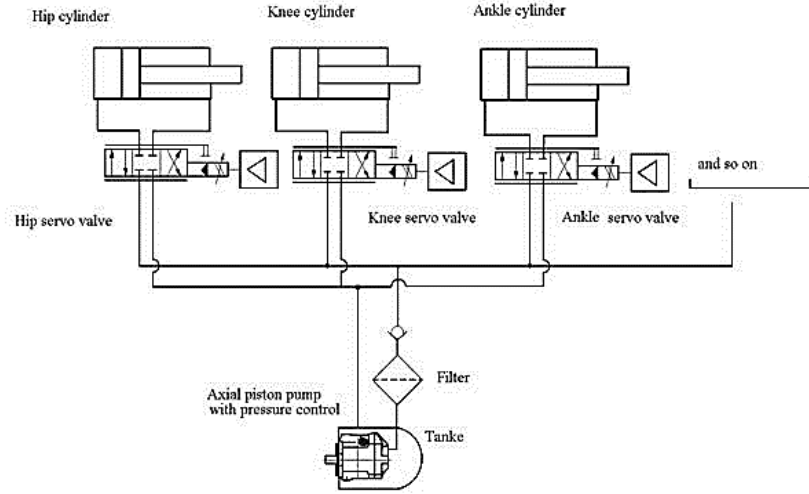 Hip cylinder
Knee cylinder
Ankle cylinder
and so on
Hip servo valve
Knee servo valve
Ankle servo valve
Filter
Axial piston pump
with pressure control
Tanke